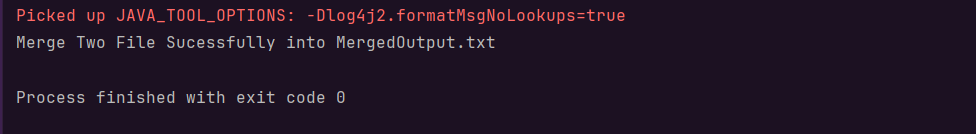 Picked up JAVA_TOOL_OPTIONS: -Dlog4j2.formatMsgNoLookups=true
Merge Two File Sucessfully into MergedOutput.txt
Process finished with exit code 0